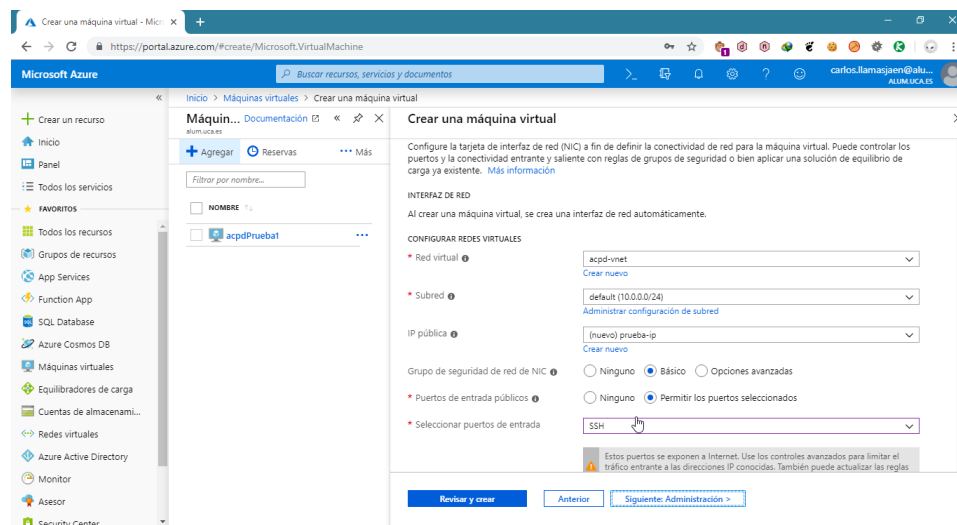 Crear una máquina virtual - Micr
https://portal.azure.com/#create/Microsoft.VirtualMachine
Microsoft Azure
Buscar recursos, servicios y documentos
carlos.llamasjaen@alu...
ALUM.UCA.ES
Inicio > Máquinas virtuales > Crear una máquina virtual
Crear un recurso
Inicio
Panel
Todos los servicios
FAVORITOS
Todos los recursos
Grupos de recursos
App Services
Function App
SQL Database
Azure Cosmos DB
Máquinas virtuales
Equilibradores de carga
Cuentas de almacenami...
Redes virtuales
Azure Active Directory
Monitor
Asesor
Security Center
Máquin... Documentación
alum.uca.es
Agregar Reservas Más
Filtrar por nombre...
NOMBRE
acpdPrueba1
Crear una máquina virtual
Configure la tarjeta de interfaz de red (NIC) a fin de definir la conectividad de red para la máquina virtual. Puede controlar los
puertos y la conectividad entrante y saliente con reglas de grupos de seguridad o bien aplicar una solución de equilibrio de
carga ya existente. Más información
INTERFAZ DE RED
Al crear una máquina virtual, se crea una interfaz de red automáticamente.
CONFIGURAR REDES VIRTUALES
* Red virtual acpd-vnet
Crear nuevo
* Subred default (10.0.0.0/24)
Administrar configuración de subred
IP pública (nuevo) prueba-ip
Crear nuevo
Grupo de seguridad de red de NIC Ninguno Básico Opciones avanzadas
* Puertos de entrada públicos Ninguno Permitir los puertos seleccionados
* Seleccionar puertos de entrada SSH
Estos puertos se exponen a Internet. Use los controles avanzados para limitar el
tráfico entrante a las direcciones IP conocidas. También puede actualizar las reglas
Revisar y crear Anterior Siguiente: Administración >